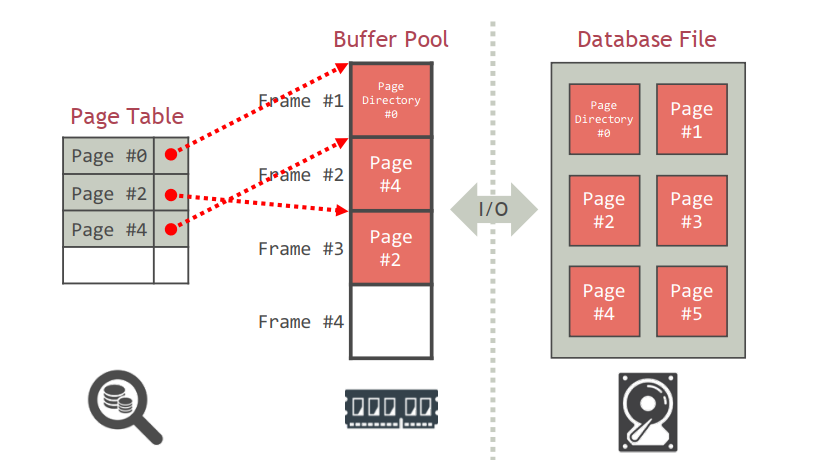 Buffer Pool
Database File
Page Table
Page #0
Page #2
Page #4
Frame #1
Frame #2
Frame #3
Frame #4
Page
Directory
#0
Page
#4
Page
#2
I/O
Page
Directory
#0
Page
#1
Page
#2
Page
#3
Page
#4
Page
#5